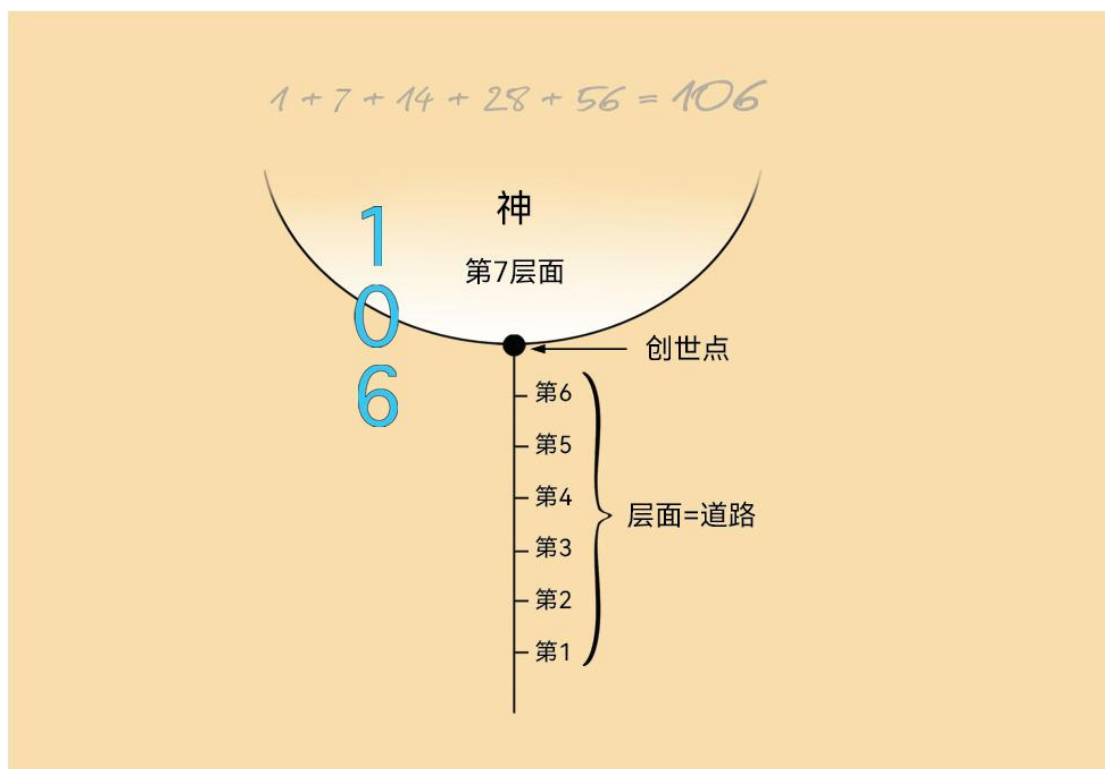 1 + 7 + 14 + 28 + 56 = 106
神
第7层面
1
0
6
创世点
第6
第5
第4
层面=道路
第3
第2
第1